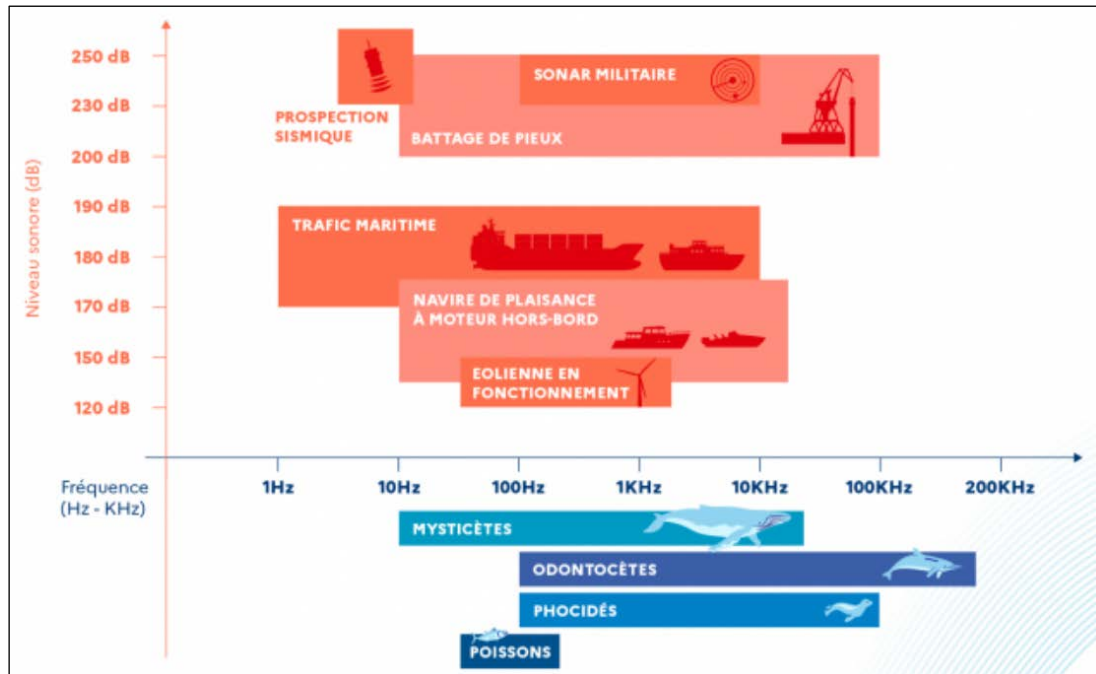 250 dB
230 dB
200 dB
190 dB
180 dB
170 dB
150 dB
120 dB
Niveau sonore (dB)
PROSPECTION
SISMIQUE
SONAR MILITAIRE
BATTAGE DE PIEUX
TRAFIC MARITIME
NAVIRE DE PLAISANCE
À MOTEUR HORS-BORD
EOLIENNE EN
FONCTIONNEMENT
Fréquence
(Hz - KHz)
1Hz 10Hz 100Hz 1KHz 10KHz 100KHz 200KHz
MYSTICÈTES
ODONTOCÈTES
PHOCIDÉS
POISSONS